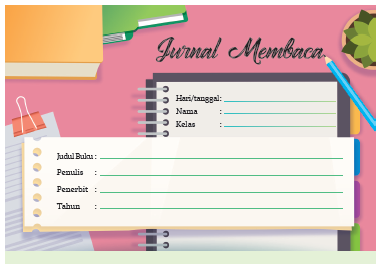 Jurnal Membaca
Hari/tanggal:
Nama :
Kelas :
Judul Buku :
Penulis :
Penerbit :
Tahun :